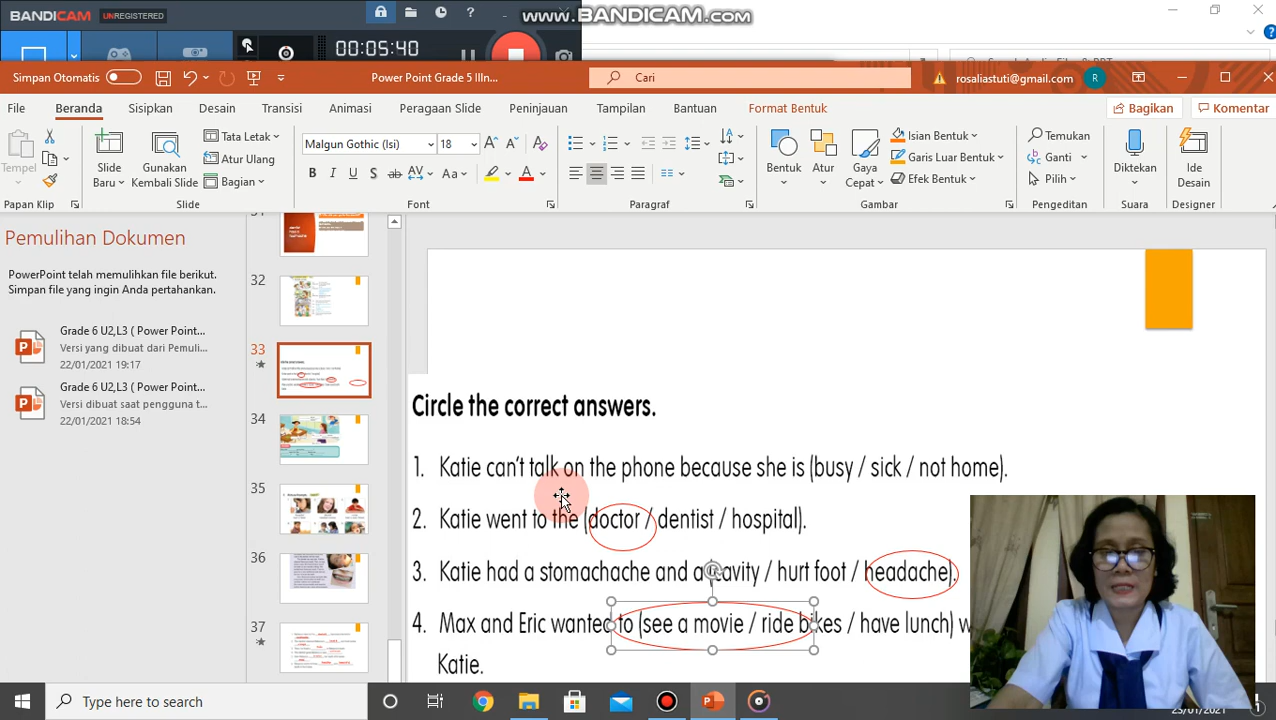 BANDICAM UNREGISTERED
www.BANDICAM.com
00:05:40
Simpan Otomatis
Power Point Grade 5 IIIn...
Cari
rosaliastuti@gmail.com R
File Beranda Sisipkan Desain Transisi Animasi Peragaan Slide Peninjauan Tampilan Bantuan Format Bentuk Bagikan Komentar
Tempel
Slide Baru
Gunakan Kembali Slide
Tata Letak
Atur Ulang
Bagian
Malgun Gothic (Isi) 18
Bentuk
Atur
Gaya Cepat
Isian Bentuk
Garis Luar Bentuk
Efek Bentuk
Temukan
Ganti
Pilih
Diktekan
Ide Desain
Papan Klip Slide Font Paragraf Gambar Pengeditan Suara Designer
Pemulihan Dokumen
PowerPoint telah memulihkan file berikut.
Simpan file yang ingin Anda pertahankan.
Grade 6 U2,L3 ( Power Point...
Versi yang dibuat dari Pemuli...
22/01/2021 19:17
Grade 6 U2,L3 ( Power Point...
Versi dibuat saat pengguna t...
22/01/2021 18:54
32
33
34
35
36
37
Circle the correct answers.
1. Katie can't talk on the phone because she is (busy / sick / not home).
2. Katie went to the (doctor / dentist / hospital).
3. Katie had a stomachache and a (cavity / hurt foot / headache).
4. Max and Eric wanted to (see a movie / ride bikes / have lunch) w
Katie.
Type here to search
23/01/2021